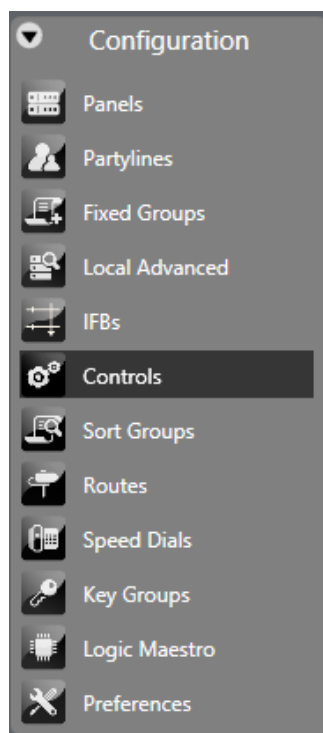 Configuration
Panels
Partylines
Fixed Groups
Local Advanced
IFBs
Controls
Sort Groups
Routes
Speed Dials
Key Groups
Logic Maestro
Preferences